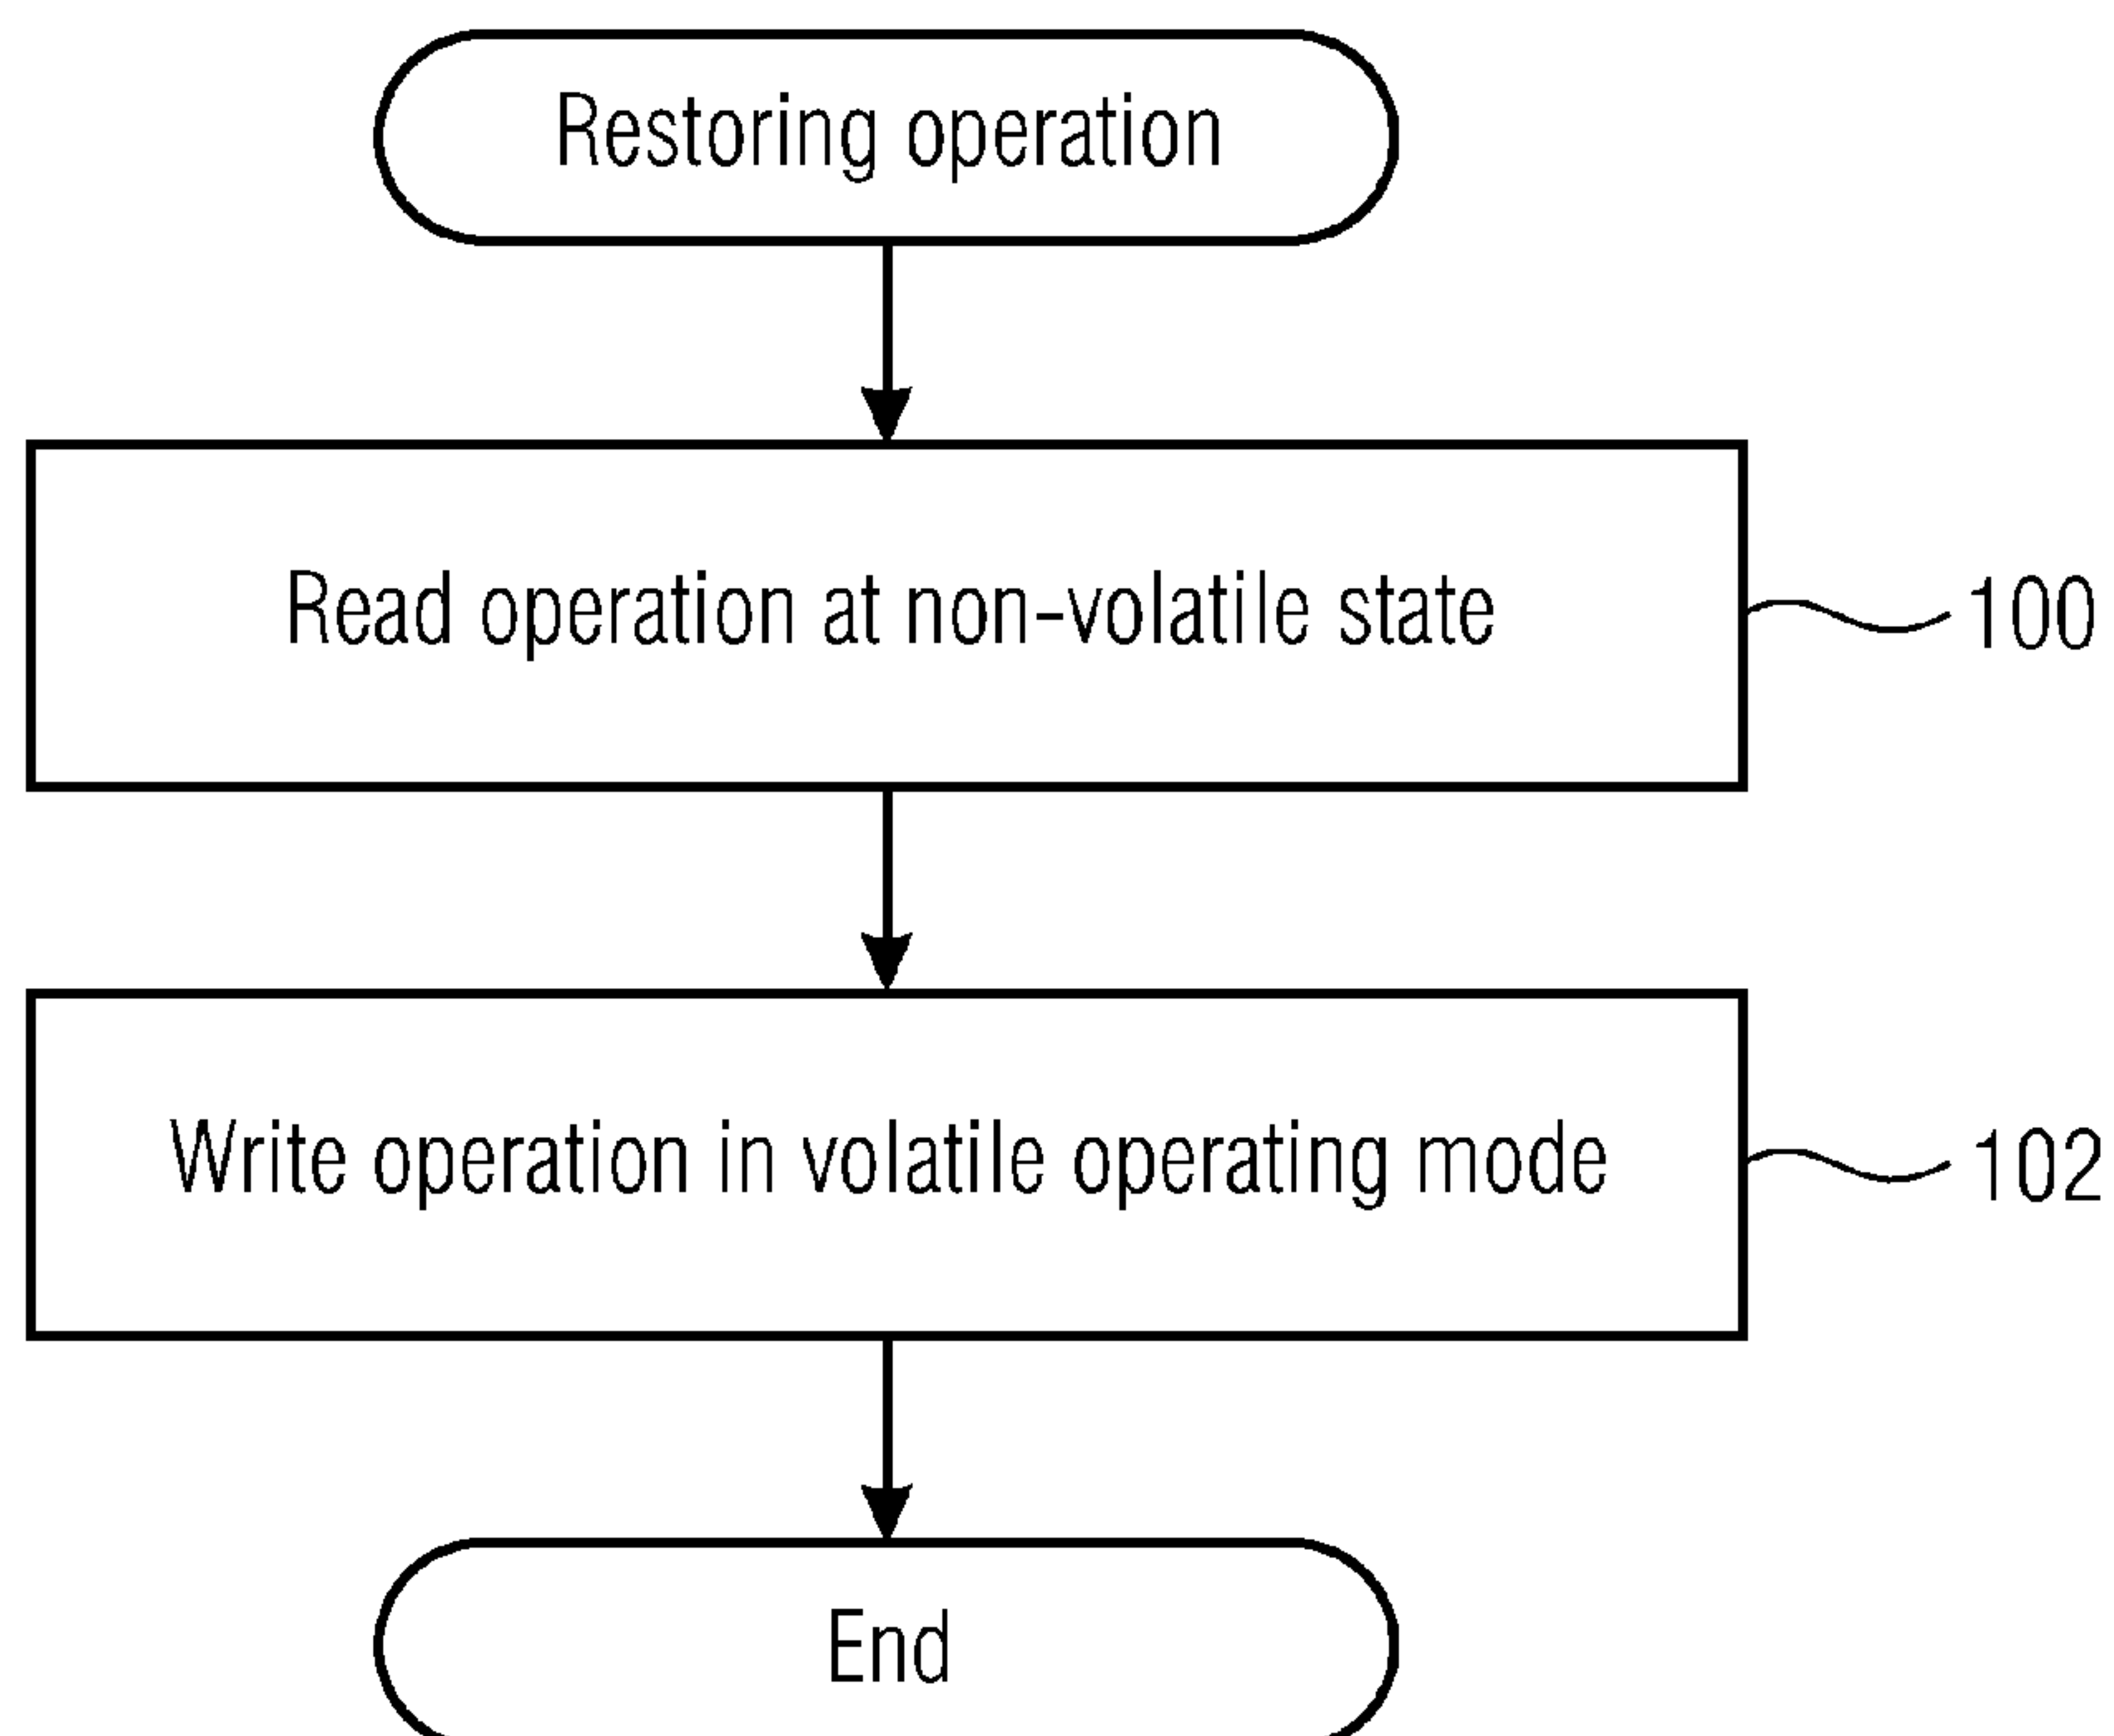 Restoring operation
Read operation at non-volatile state
100
Write operation in volatile operating mode
102
End